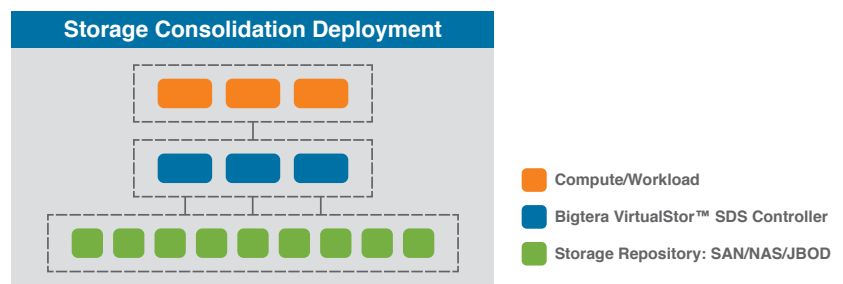 Storage Consolidation Deployment
Compute/Workload
Bigtera VirtualStor™ SDS Controller
Storage Repository: SAN/NAS/JBOD